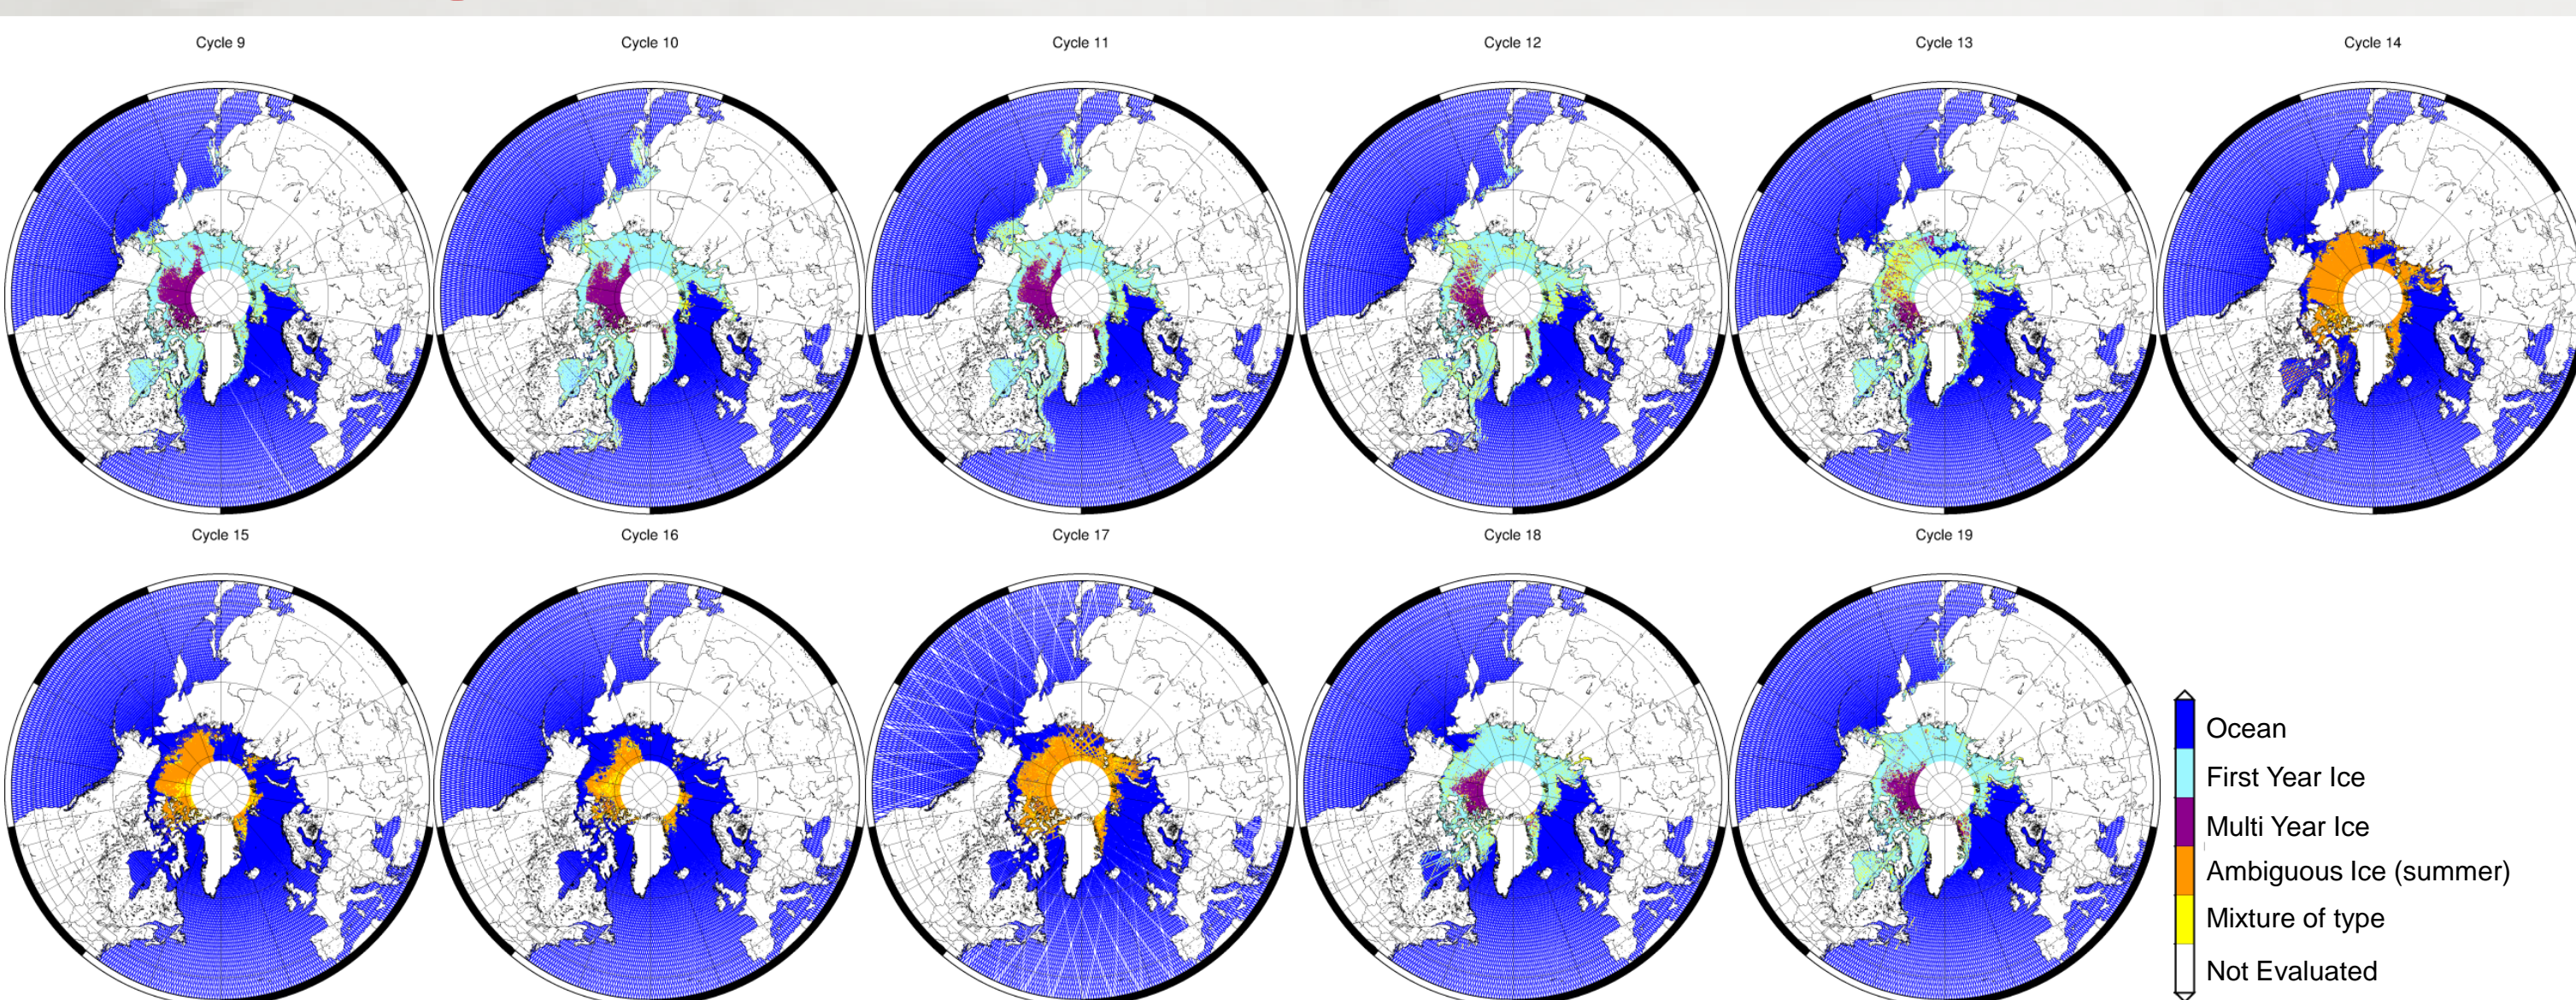 Cycle 9
Cycle 10
Cycle 11
Cycle 12
Cycle 13
Cycle 14
Cycle 15
Cycle 16
Cycle 17
Cycle 18
Cycle 19
Ocean
First Year Ice
Multi Year Ice
Ambiguous Ice (summer)
Mixture of type
Not Evaluated